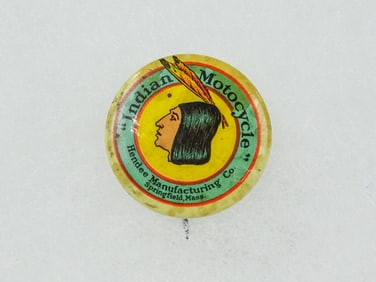 "Indian Motocycle"
Hendee Manufacturing Co.
Springfield, Mass.